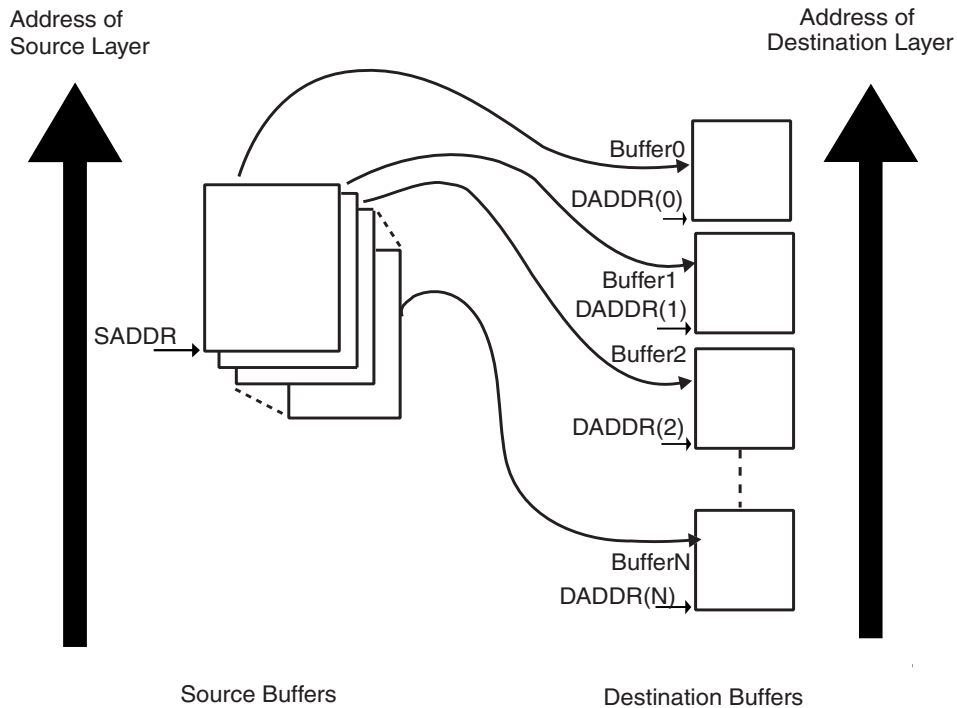 Address of
Source Layer
Address of
Destination Layer
Buffer0
DADDR(0)
Buffer1
DADDR(1)
SADDR
Buffer2
DADDR(2)
BufferN
DADDR(N)
Source Buffers
Destination Buffers